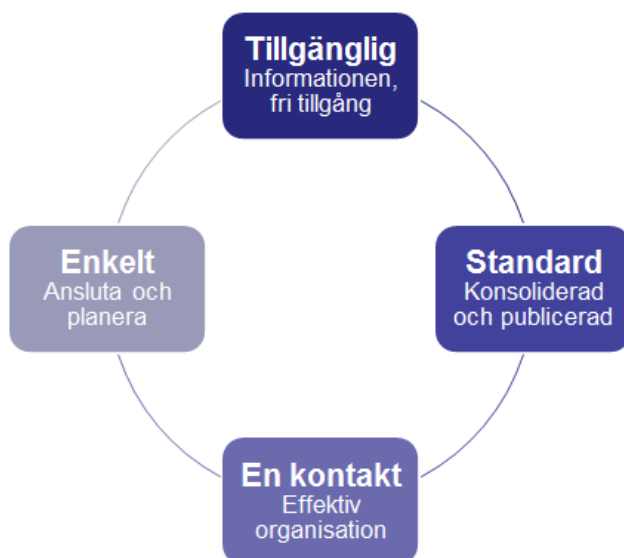 Tillgänglig
Informationen,
fri tillgång
Enkelt
Ansluta och
planera
Standard
Konsoliderad
och publicerad
En kontakt
Effektiv
organisation